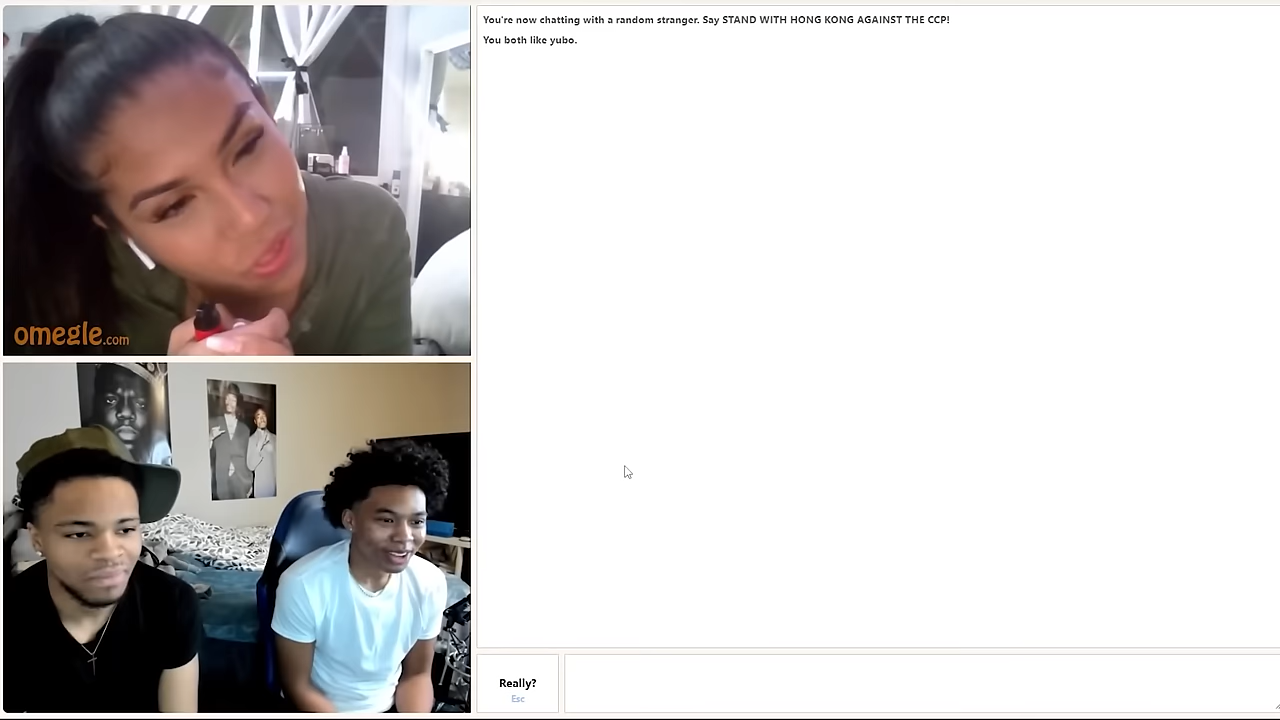 You're now chatting with a random stranger. Say STAND WITH HONG KONG AGAINST THE CCP!
You both like yubo.
omegle.com
Really?
Esc